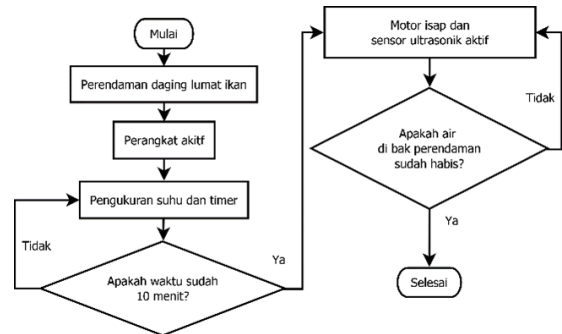 Mulai
Perendaman daging lumat ikan
Perangkat akitf
Pengukuran suhu dan timer
Tidak
Apakah waktu sudah
10 menit?
Ya
Motor isap dan
sensor ultrasonik aktif
Tidak
Apakah air
di bak perendaman
sudah habis?
Ya
Selesai